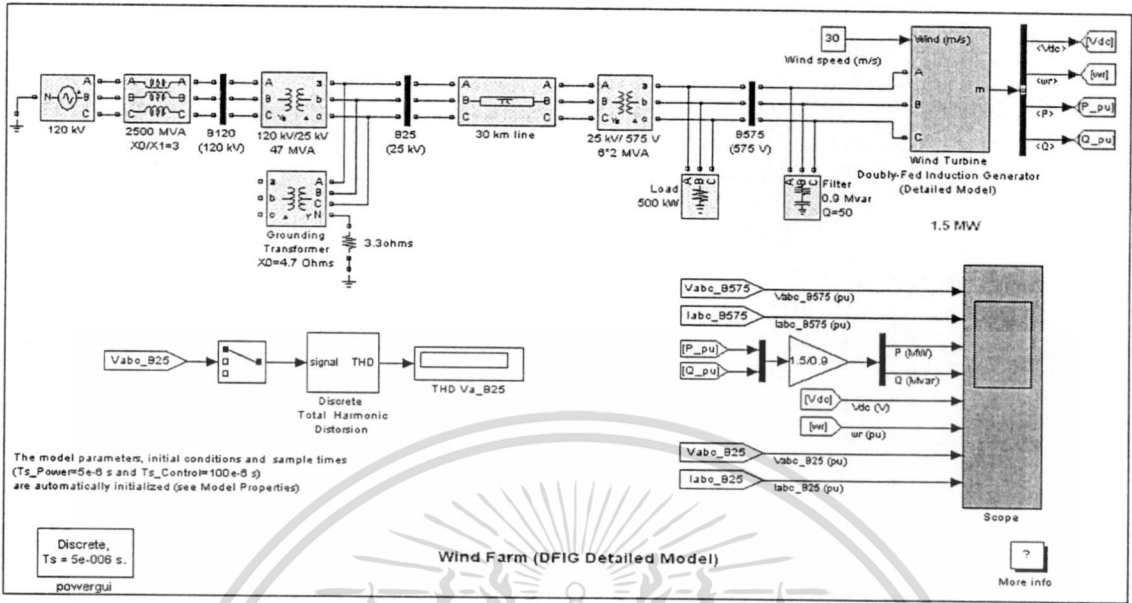 30
Wind speed (m/s)
Wind (m/s)
A
B
C
m
<Vdc>
[Vdc]
<wr>
[wr]
<P>
[P_pu]
<Q>
[Q_pu]
Wind Turbine
Doubly-Fed Induction Generator
(Detailed Model)
1.5 MW
N
A
B
C
120 kV
A A
B B
C C
2500 MVA
X0/X1=3
B120
(120 kV)
A a
B b
C c
120 kV/25 kV
47 MVA
B25
(25 kV)
A A
B B
C C
30 km line
A a
B b
C c
25 kV/ 575 V
6*2 MVA
B575
(575 V)
A B C
Load
500 kW
A B C
Filter
0.9 Mvar
Q=50
a A
b B
c C
N
Grounding
Transformer
X0=4.7 Ohms
3.3ohms
Vabc_B575
Vabc_B575 (pu)
Iabc_B575
Iabc_B575 (pu)
[P_pu]
[Q_pu]
1.5/0.9
P (MW)
Q (Mvar)
[Vdc]
Vdc (V)
[wr]
wr (pu)
Vabc_B25
Vabc_B25 (pu)
Iabc_B25
Iabc_B25 (pu)
Scope
Vabc_B25
signal THD
Discrete
Total Harmonic
Distorsion
THD Va_B25
The model parameters, initial conditions and sample times
(Ts_Power=5e-6 s and Ts_Control=100e-6 s)
are automatically initialized (see Model Properties)
Discrete,
Ts = 5e-006 s.
powergui
Wind Farm (DFIG Detailed Model)
?
More info